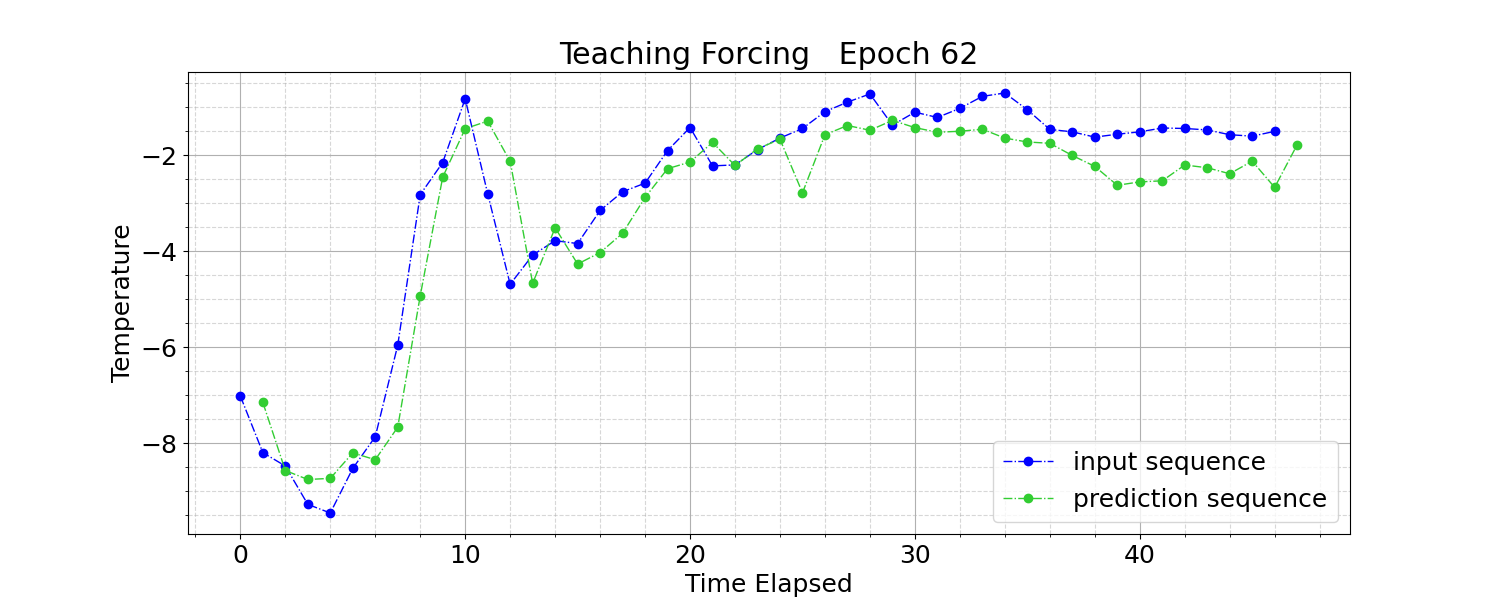 Teaching Forcing   Epoch 62
Temperature
−2
−4
−6
−8
input sequence
prediction sequence
0 10 20 30 40
Time Elapsed